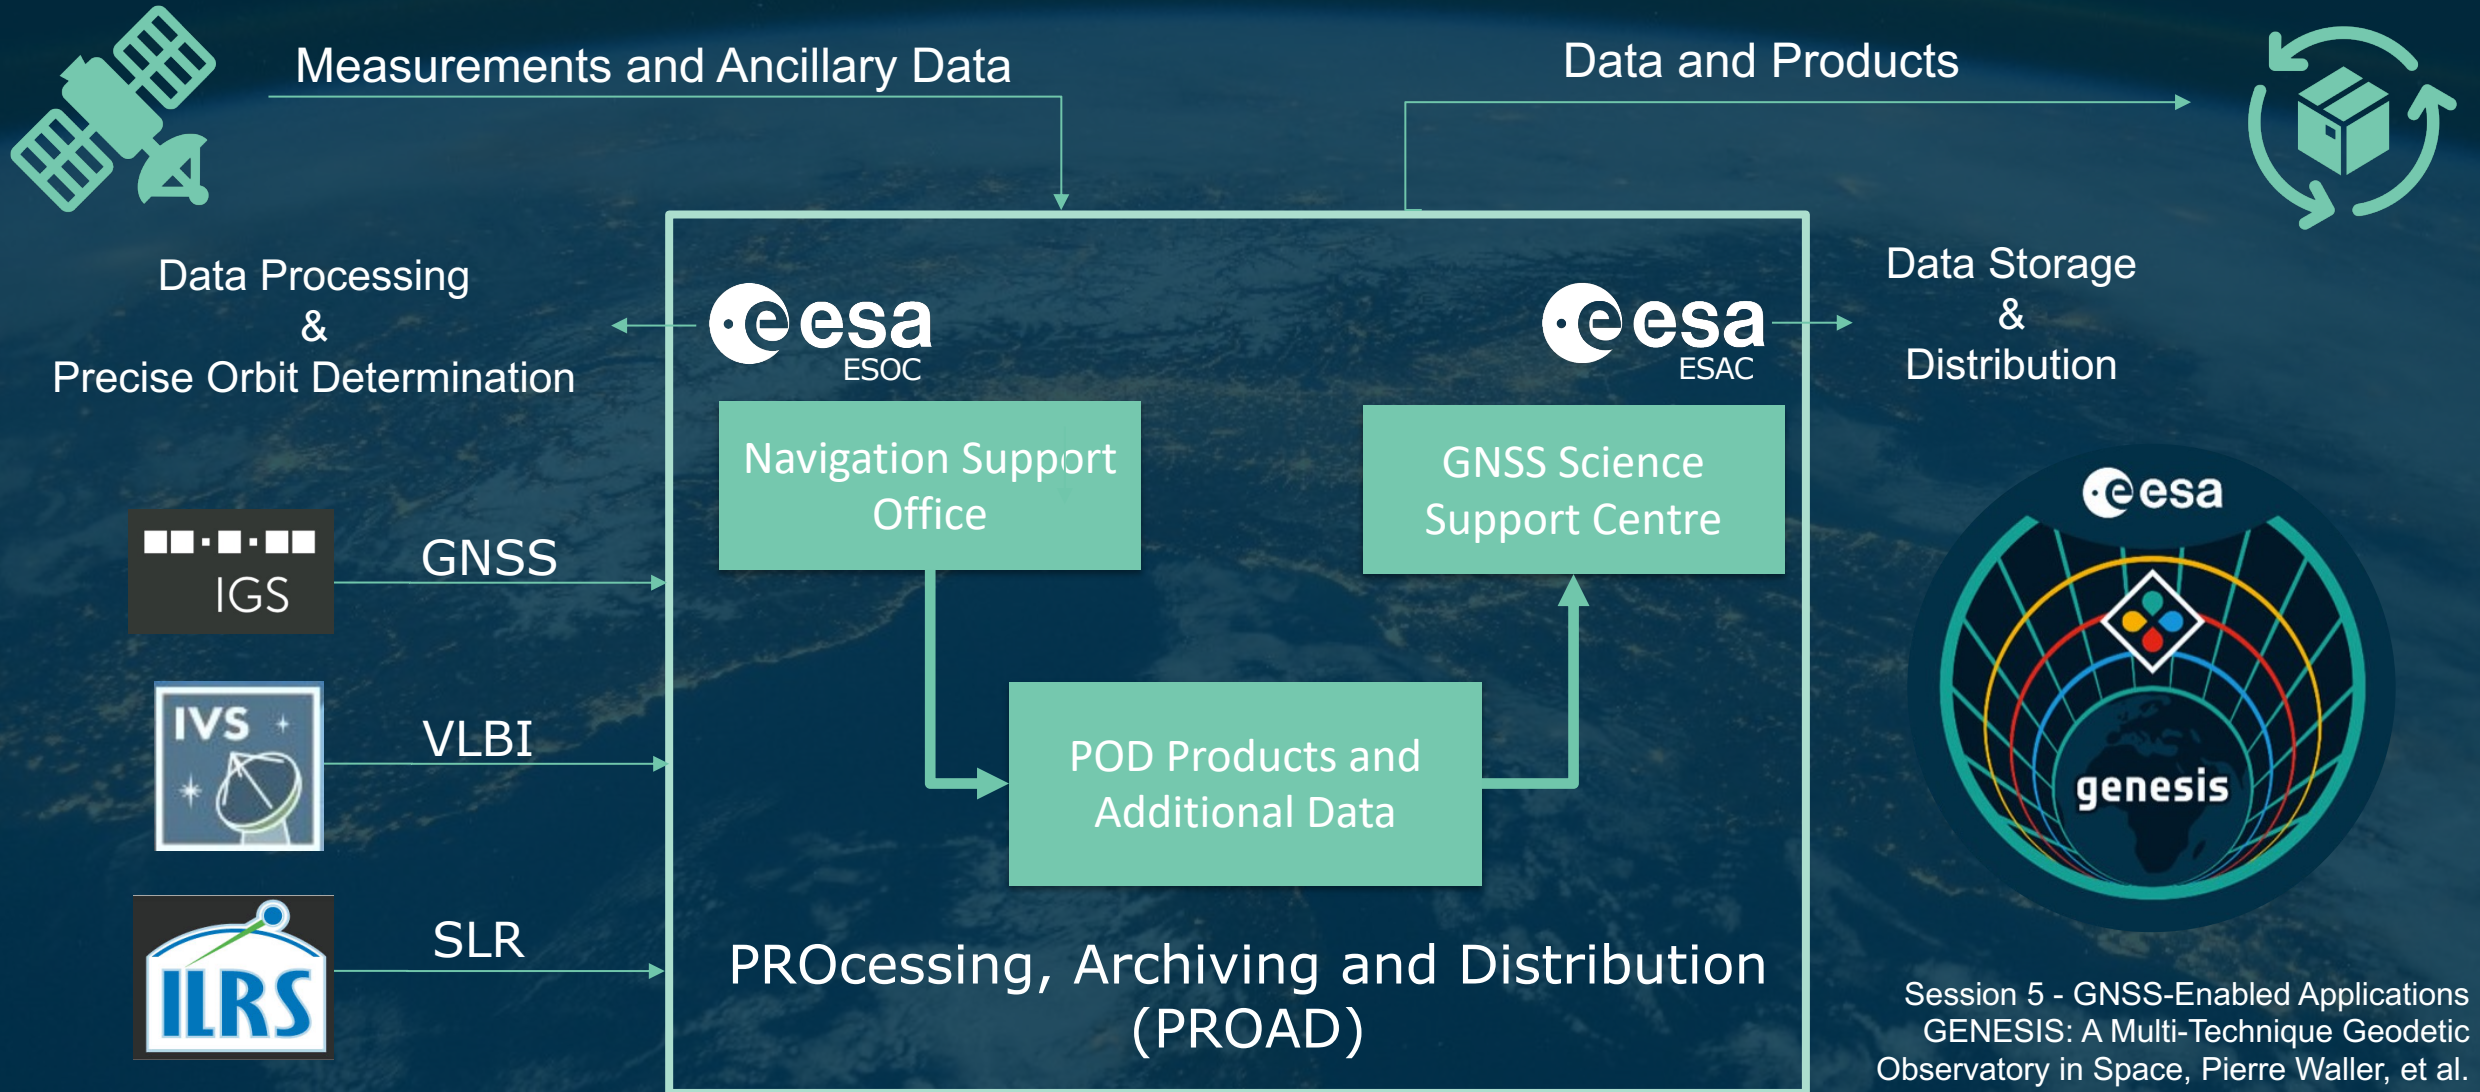 Measurements and Ancillary Data
Data and Products
Data Processing
&
Precise Orbit Determination
esa
ESOC
esa
ESAC
Data Storage
&
Distribution
Navigation Support
Office
GNSS Science
Support Centre
IGS
GNSS
IVS
VLBI
ILRS
SLR
POD Products and
Additional Data
PROcessing, Archiving and Distribution
(PROAD)
esa
genesis
Session 5 - GNSS-Enabled Applications
GENESIS: A Multi-Technique Geodetic
Observatory in Space, Pierre Waller, et al.